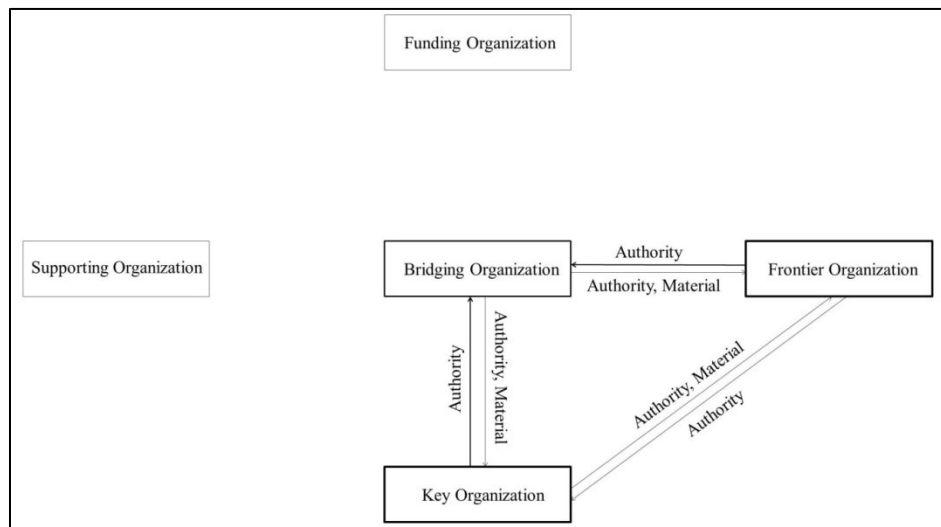 Funding Organization
Supporting Organization
Bridging Organization
Authority
Authority, Material
Frontier Organization
Authority
Authority, Material
Authority, Material
Authority
Key Organization